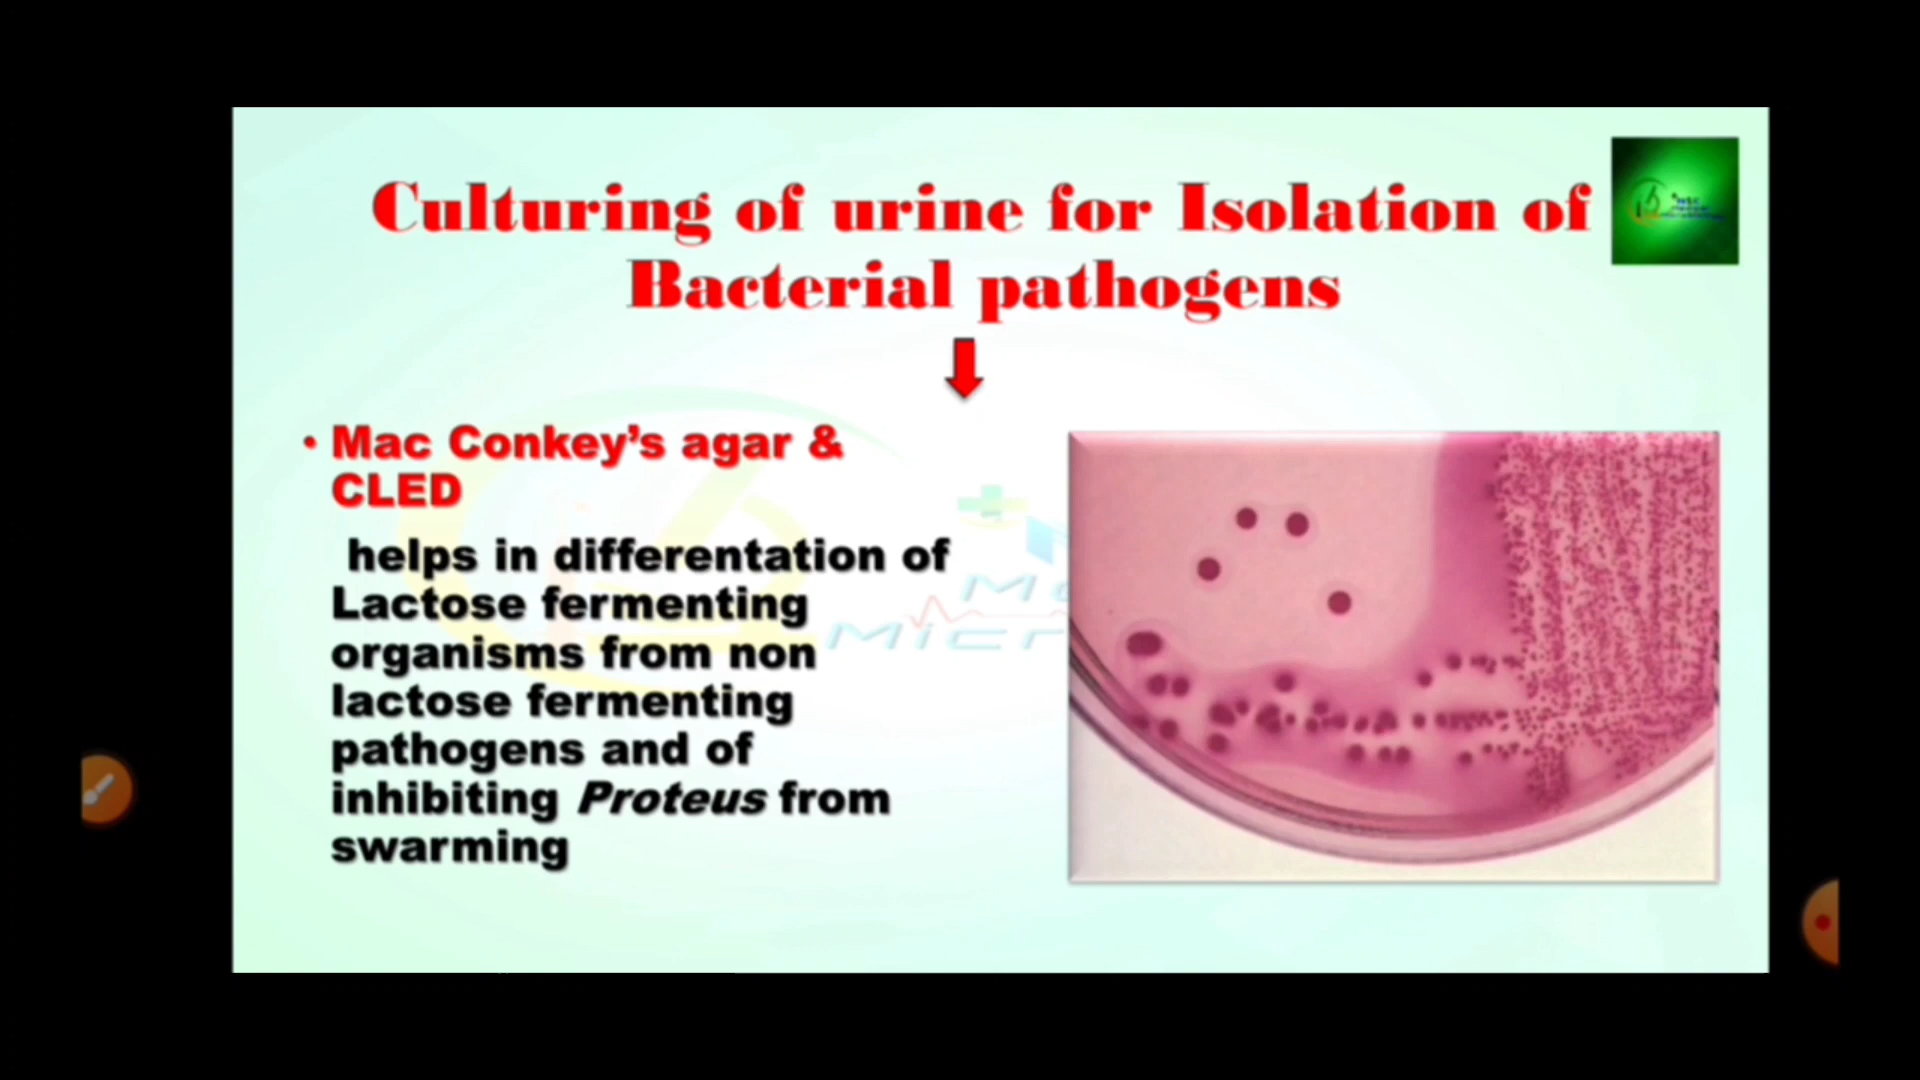 Culturing of urine for Isolation of
Bacterial pathogens
• Mac Conkey’s agar &
CLED
helps in differentation of
Lactose fermenting
organisms from non
lactose fermenting
pathogens and of
inhibiting Proteus from
swarming